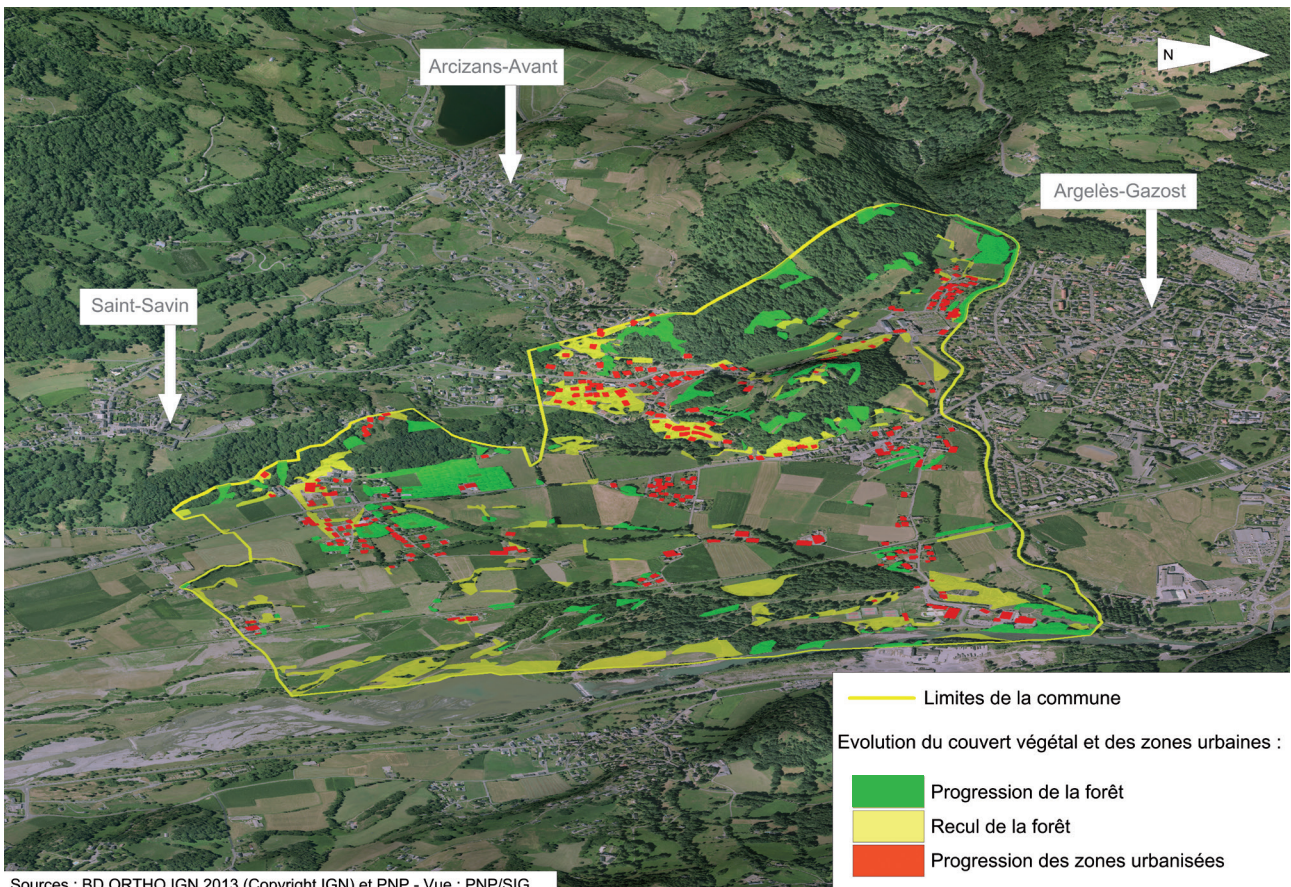 N
Arcizans-Avant
Argelès-Gazost
Saint-Savin
Limites de la commune
Evolution du couvert végétal et des zones urbaines :
Progression de la forêt
Recul de la forêt
Progression des zones urbanisées
Sources : BD ORTHO IGN 2013 (Copyright IGN) et PNP - Vue : PNP/SIG